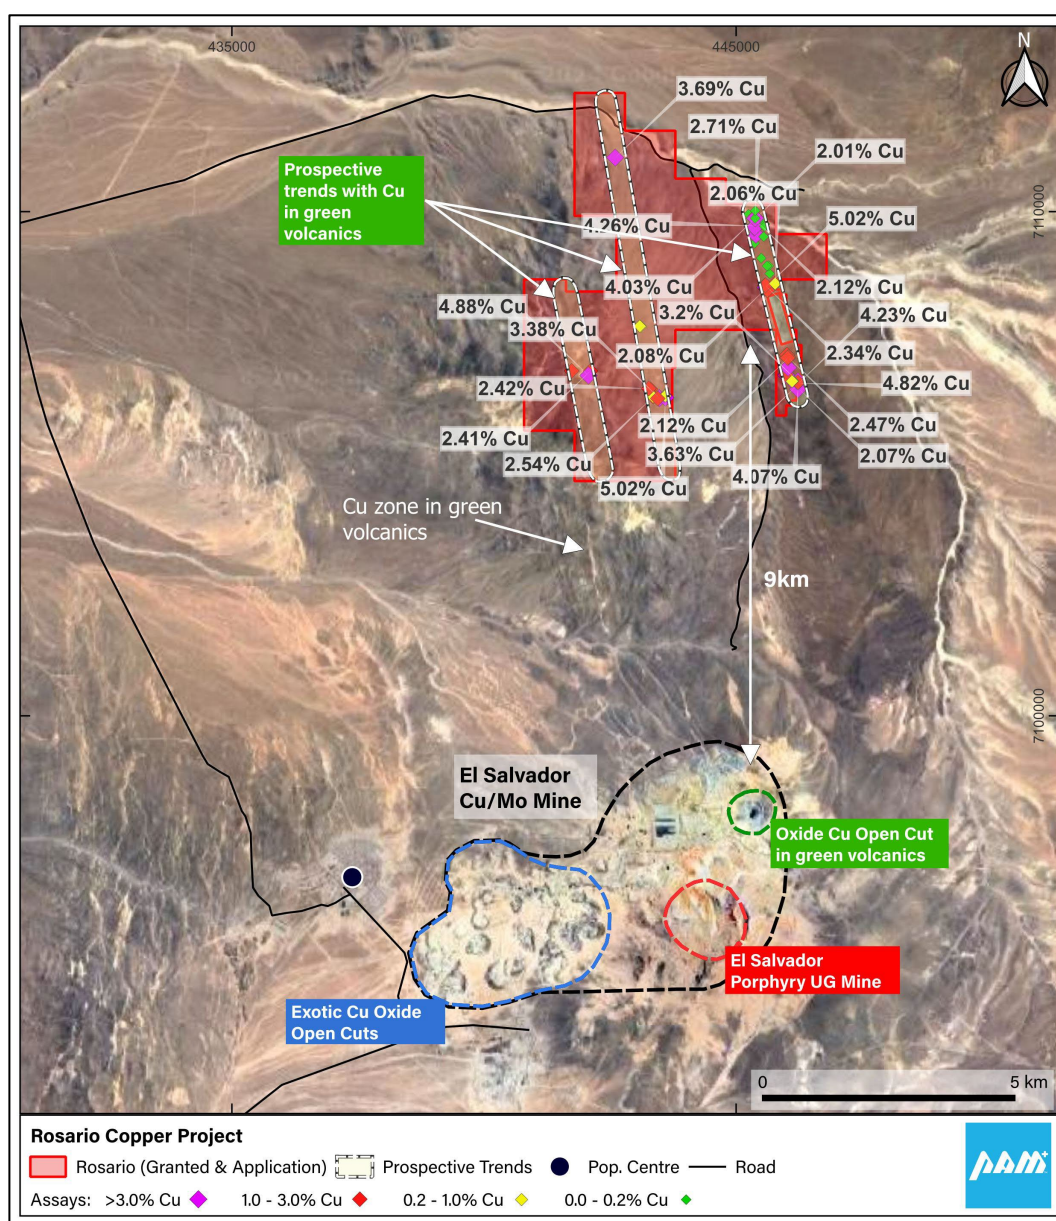 435000
445000
N
3.69% Cu
2.71% Cu
2.01% Cu
Prospective
trends with Cu
in green
volcanics
2.06% Cu
7110000
4.26% Cu
5.02% Cu
4.03% Cu
2.12% Cu
4.88% Cu
3.2% Cu
4.23% Cu
3.38% Cu
2.08% Cu
2.34% Cu
2.42% Cu
4.82% Cu
2.12% Cu
2.47% Cu
2.41% Cu
3.63% Cu
2.07% Cu
2.54% Cu
4.07% Cu
5.02% Cu
Cu zone in green
volcanics
9km
7100000
El Salvador
Cu/Mo Mine
Oxide Cu Open Cut
in green volcanics
El Salvador
Porphyry UG Mine
Exotic Cu Oxide
Open Cuts
0 5 km
Rosario Copper Project
Rosario (Granted & Application) Prospective Trends Pop. Centre Road
Assays: >3.0% Cu 1.0 - 3.0% Cu 0.2 - 1.0% Cu 0.0 - 0.2% Cu
PAM